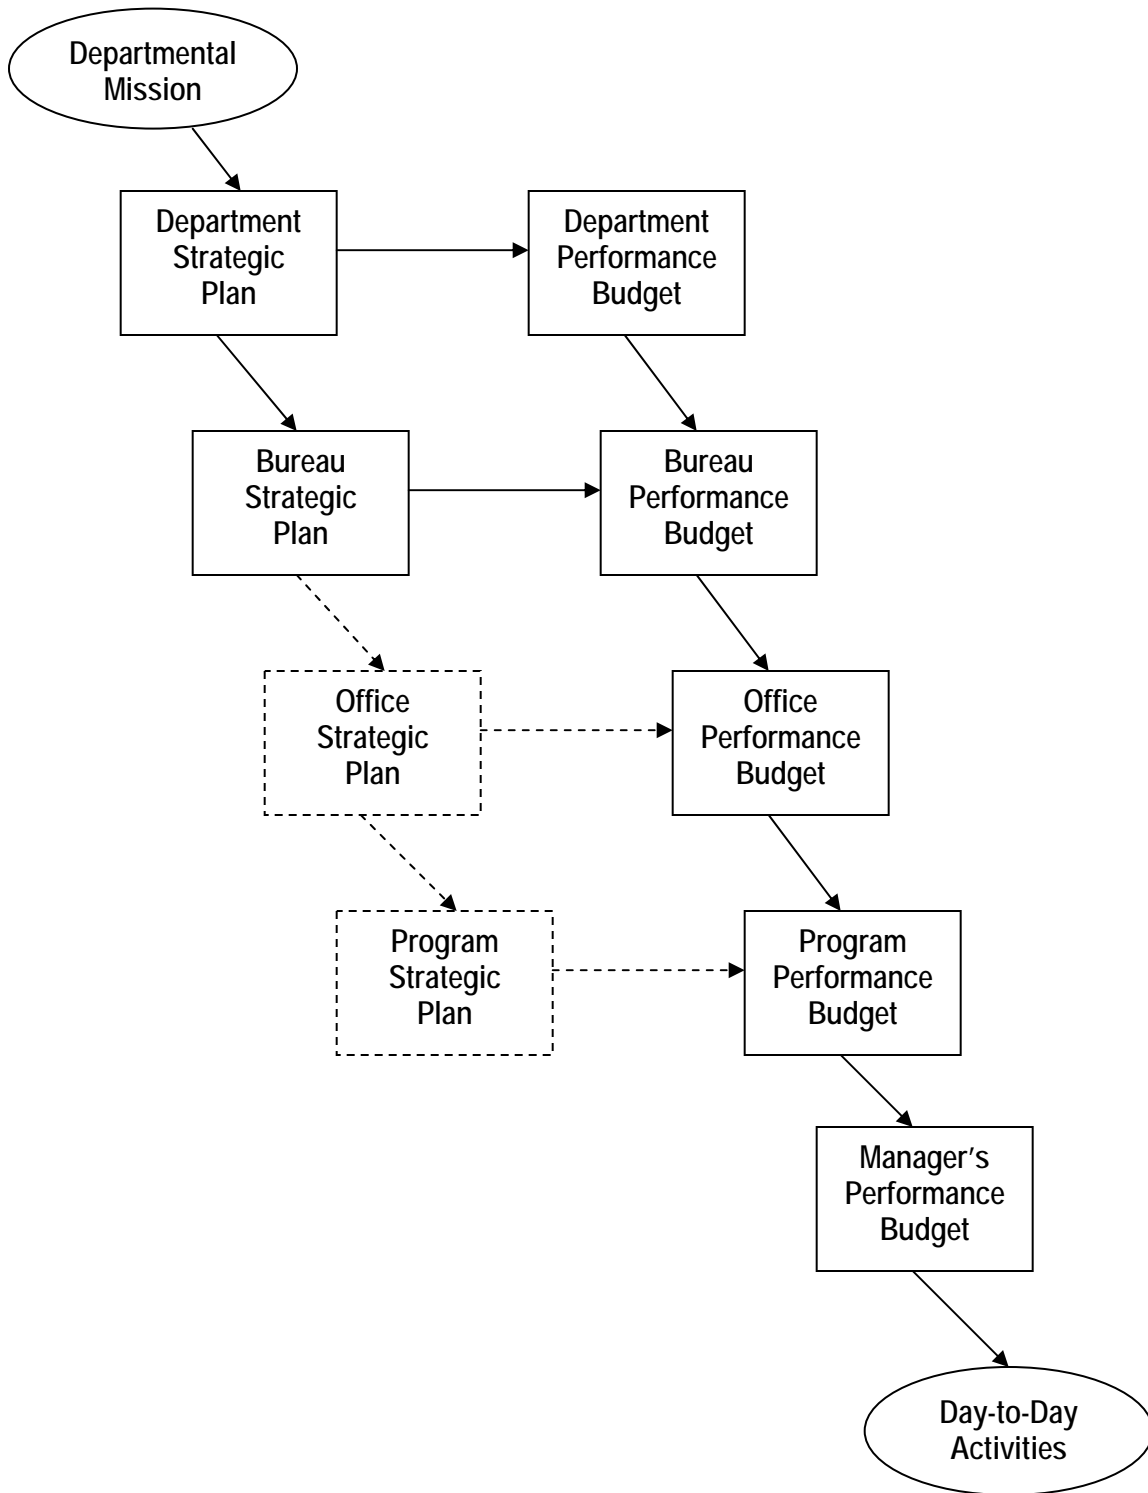 Departmental
Mission
Department
Strategic
Plan
Department
Performance
Budget
Bureau
Strategic
Plan
Bureau
Performance
Budget
Office
Strategic
Plan
Office
Performance
Budget
Program
Strategic
Plan
Program
Performance
Budget
Manager’s
Performance
Budget
Day-to-Day
Activities